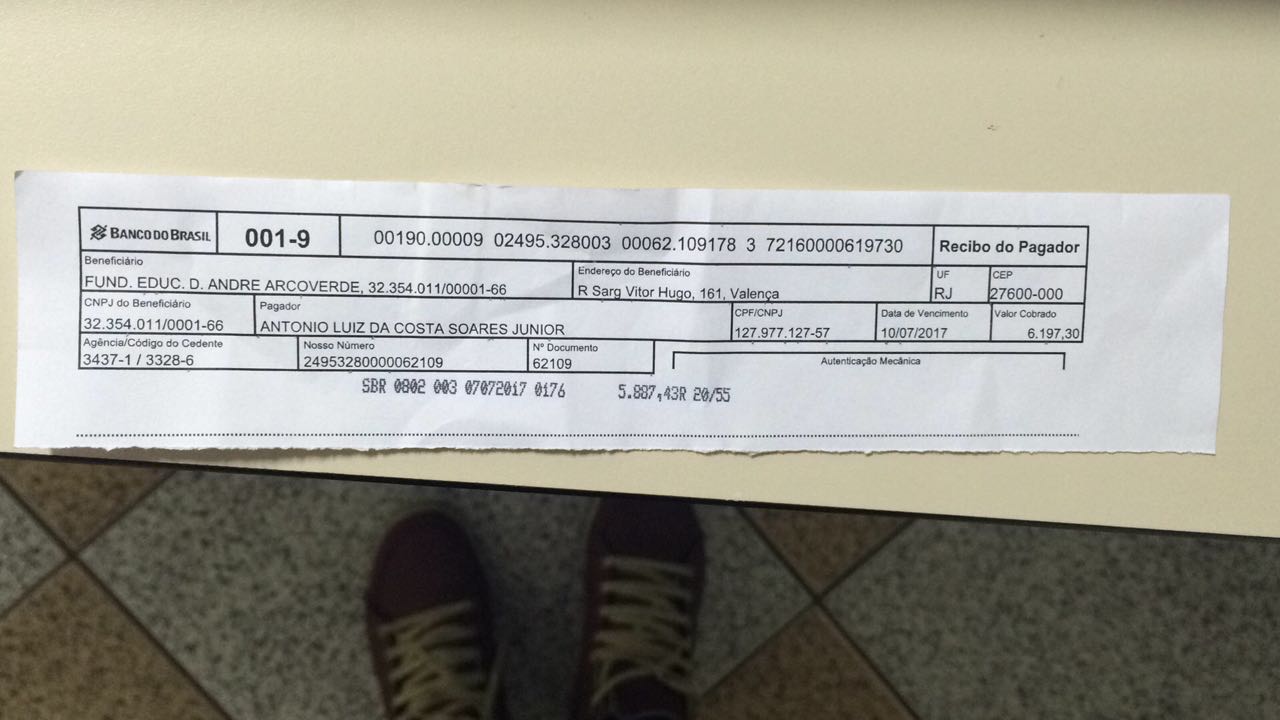 BANCO DO BRASIL 001-9 00190.00009 02495.328003 00062.109178 3 72160000619730 Recibo do Pagador
Beneficiário Endereço do Beneficiário UF CEP
FUND. EDUC. D. ANDRE ARCOVERDE, 32.354.011/00001-66 R Sarg Vitor Hugo, 161, Valença RJ 27600-000
CNPJ do Beneficiário Pagador CPF/CNPJ Data de Vencimento Valor Cobrado
32.354.011/0001-66 ANTONIO LUIZ DA COSTA SOARES JUNIOR 127.977.127-57 10/07/2017 6.197,30
Agência/Código do Cedente Nosso Número Nº Documento Autenticação Mecânica
3437-1 / 3328-6 24953280000062109 62109
SBR 0802 003 07072017 0176 5.887,43R 20/55